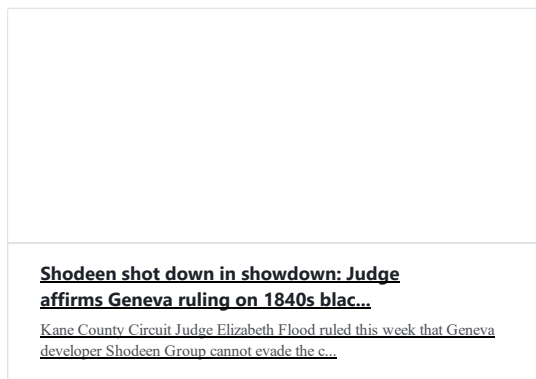 Shodeen shot down in showdown: Judge
affirms Geneva ruling on 1840s blac...
Kane County Circuit Judge Elizabeth Flood ruled this week that Geneva
developer Shodeen Group cannot evade the c...